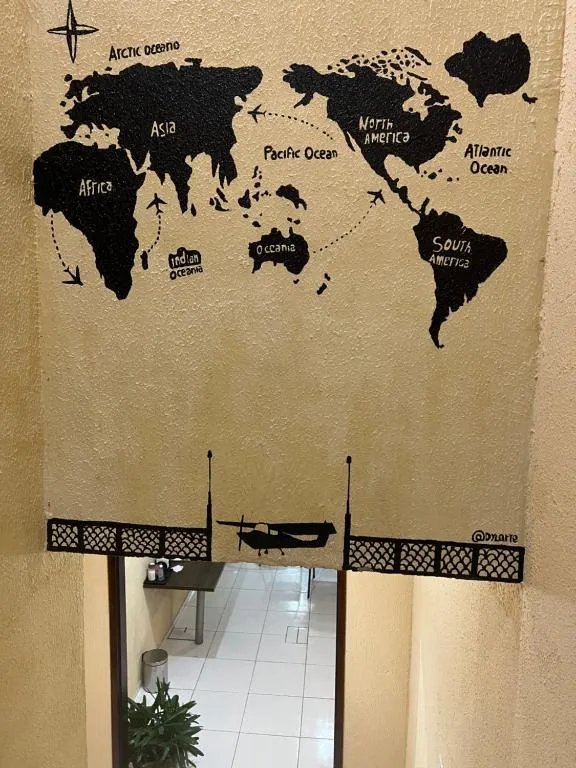 Arctic oceano
Asia
North
America
Pacific Ocean
Atlantic
Ocean
Africa
Oceania
South
America
Indian
Oceania
@DYLARTE